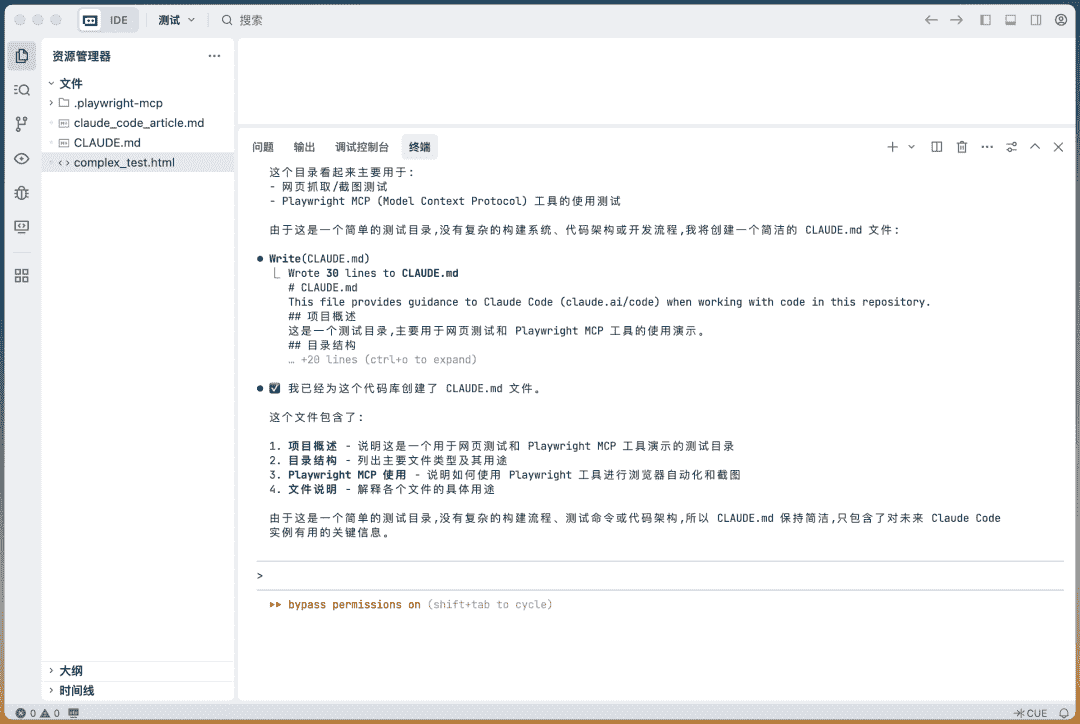 IDE 测试 搜索
资源管理器
文件
.playwright-mcp
claude_code_article.md
CLAUDE.md
complex_test.html
大纲
时间线
问题 输出 调试控制台 终端
这个目录看起来主要用于:
- 网页抓取/截图测试
- Playwright MCP (Model Context Protocol) 工具的使用测试
由于这是一个简单的测试目录,没有复杂的构建系统、代码架构或开发流程,我将创建一个简洁的 CLAUDE.md 文件:
Write(CLAUDE.md)
Wrote 30 lines to CLAUDE.md
# CLAUDE.md
This file provides guidance to Claude Code (claude.ai/code) when working with code in this repository.
## 项目概述
这是一个测试目录,主要用于网页测试和 Playwright MCP 工具的使用演示。
## 目录结构
… +20 lines (ctrl+o to expand)
我已经为这个代码库创建了 CLAUDE.md 文件。
这个文件包含了:
1. 项目概述 - 说明这是一个用于网页测试和 Playwright MCP 工具演示的测试目录
2. 目录结构 - 列出主要文件类型及其用途
3. Playwright MCP 使用 - 说明如何使用 Playwright 工具进行浏览器自动化和截图
4. 文件说明 - 解释各个文件的具体用途
由于这是一个简单的测试目录,没有复杂的构建流程、测试命令或代码架构,所以 CLAUDE.md 保持简洁,只包含了对未来 Claude Code
实例有用的关键信息。
>
bypass permissions on (shift+tab to cycle)
0 0 CUE